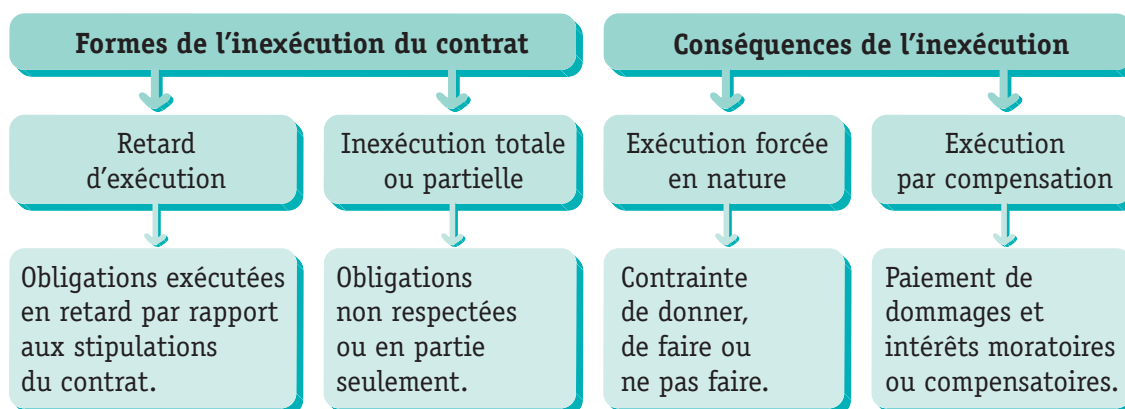 Formes de l'inexécution du contrat
Retard
d'exécution
Obligations exécutées
en retard par rapport
aux stipulations
du contrat.
Inexécution totale
ou partielle
Obligations
non respectées
ou en partie
seulement.
Conséquences de l'inexécution
Exécution forcée
en nature
Contrainte
de donner,
de faire ou
ne pas faire.
Exécution
par compensation
Paiement de
dommages et
intérêts moratoires
ou compensatoires.